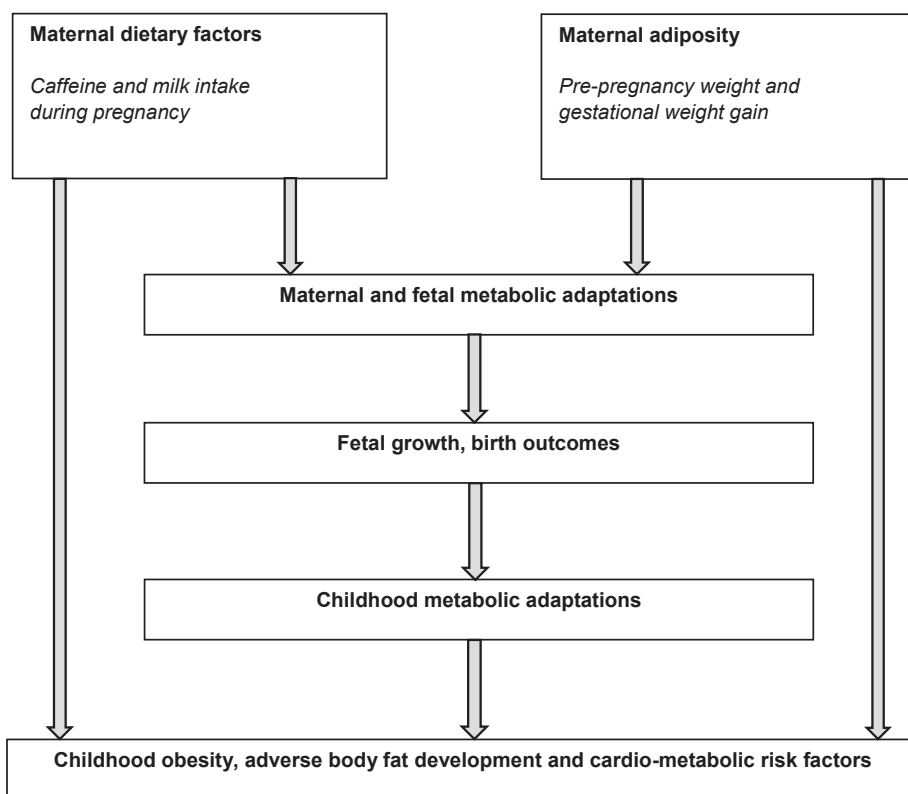 Maternal dietary factors
Caffeine and milk intake
during pregnancy
Maternal adiposity
Pre-pregnancy weight and
gestational weight gain
Maternal and fetal metabolic adaptations
Fetal growth, birth outcomes
Childhood metabolic adaptations
Childhood obesity, adverse body fat development and cardio-metabolic risk factors